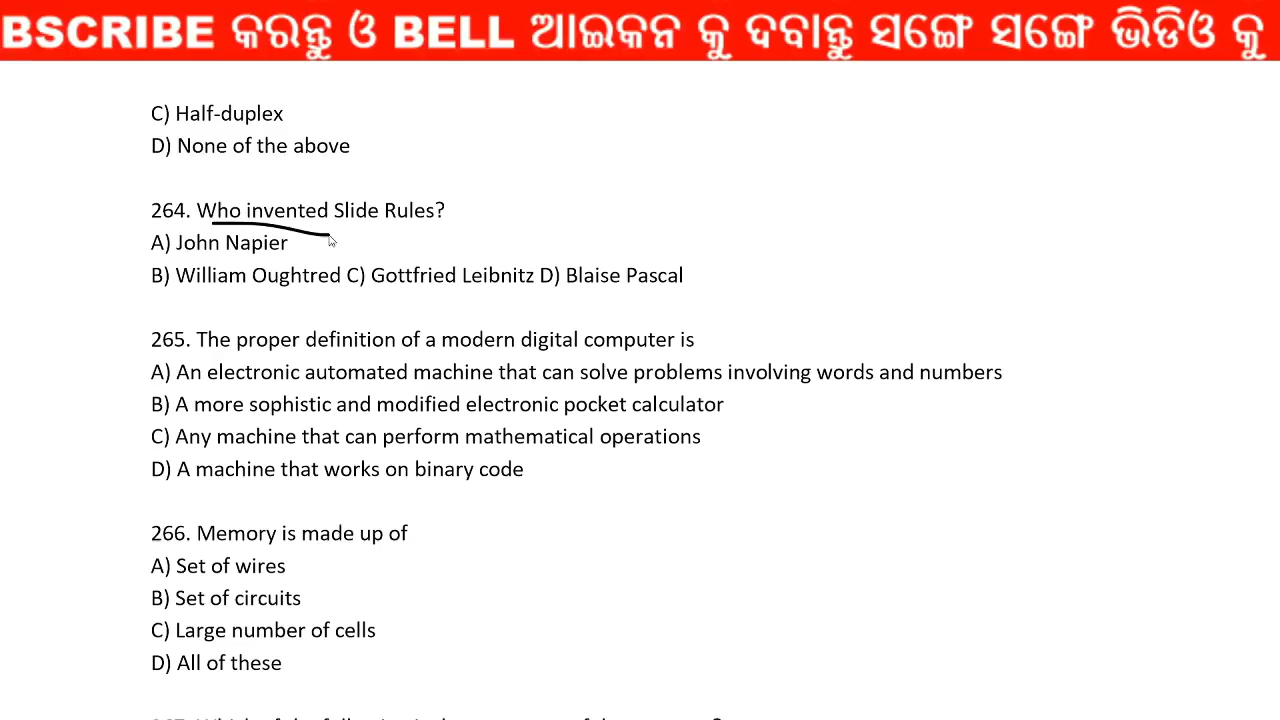 BSCRIBE କରନ୍ତୁ ଓ BELL ଆଇକନ କୁ ଦବାନ୍ତୁ ସଙ୍ଗେ ସଙ୍ଗେ ଭିଡିଓ କୁ
C) Half-duplex
D) None of the above
264. Who invented Slide Rules?
A) John Napier
B) William Oughtred C) Gottfried Leibnitz D) Blaise Pascal
265. The proper definition of a modern digital computer is
A) An electronic automated machine that can solve problems involving words and numbers
B) A more sophistic and modified electronic pocket calculator
C) Any machine that can perform mathematical operations
D) A machine that works on binary code
266. Memory is made up of
A) Set of wires
B) Set of circuits
C) Large number of cells
D) All of these